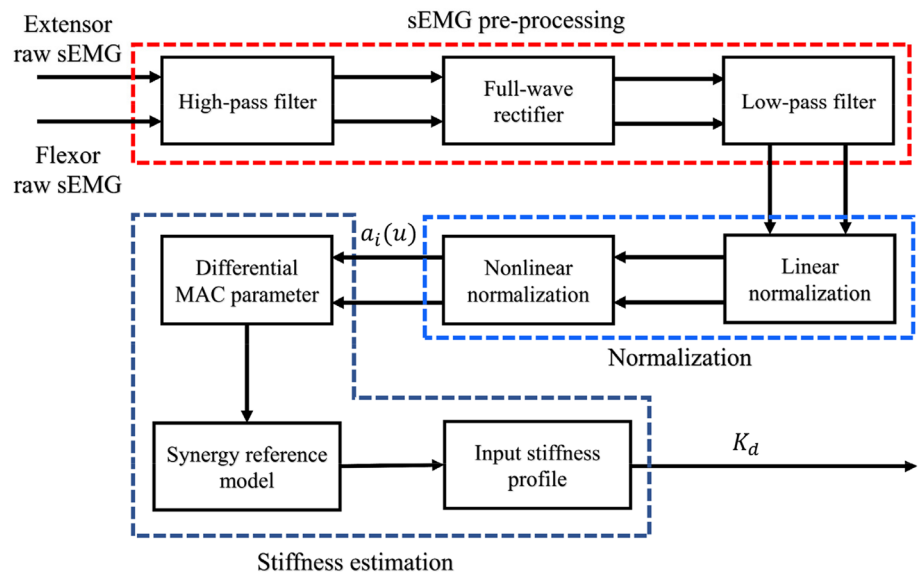 sEMG pre-processing
Extensor
raw sEMG
High-pass filter
Full-wave
rectifier
Low-pass filter
Flexor
raw sEMG
a_i(u)
Differential
MAC parameter
Nonlinear
normalization
Linear
normalization
Normalization
Synergy reference
model
Input stiffness
profile
K_d
Stiffness estimation